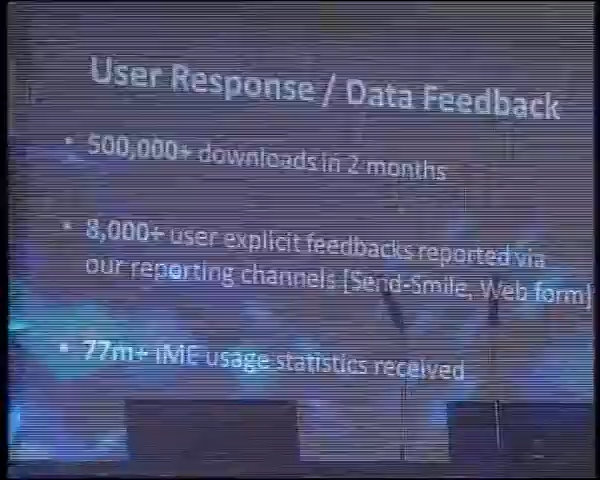 User Response / Data Feedback
• 500,000+ downloads in 2 months
• 8,000+ user explicit feedbacks reported via
our reporting channels [Send-Smile, Web form]
• 77m+ IME usage statistics received